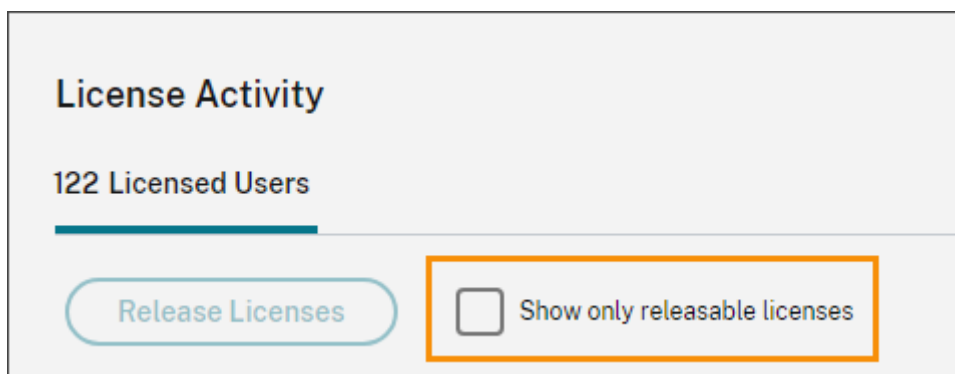 License Activity
122 Licensed Users
Release Licenses
Show only releasable licenses